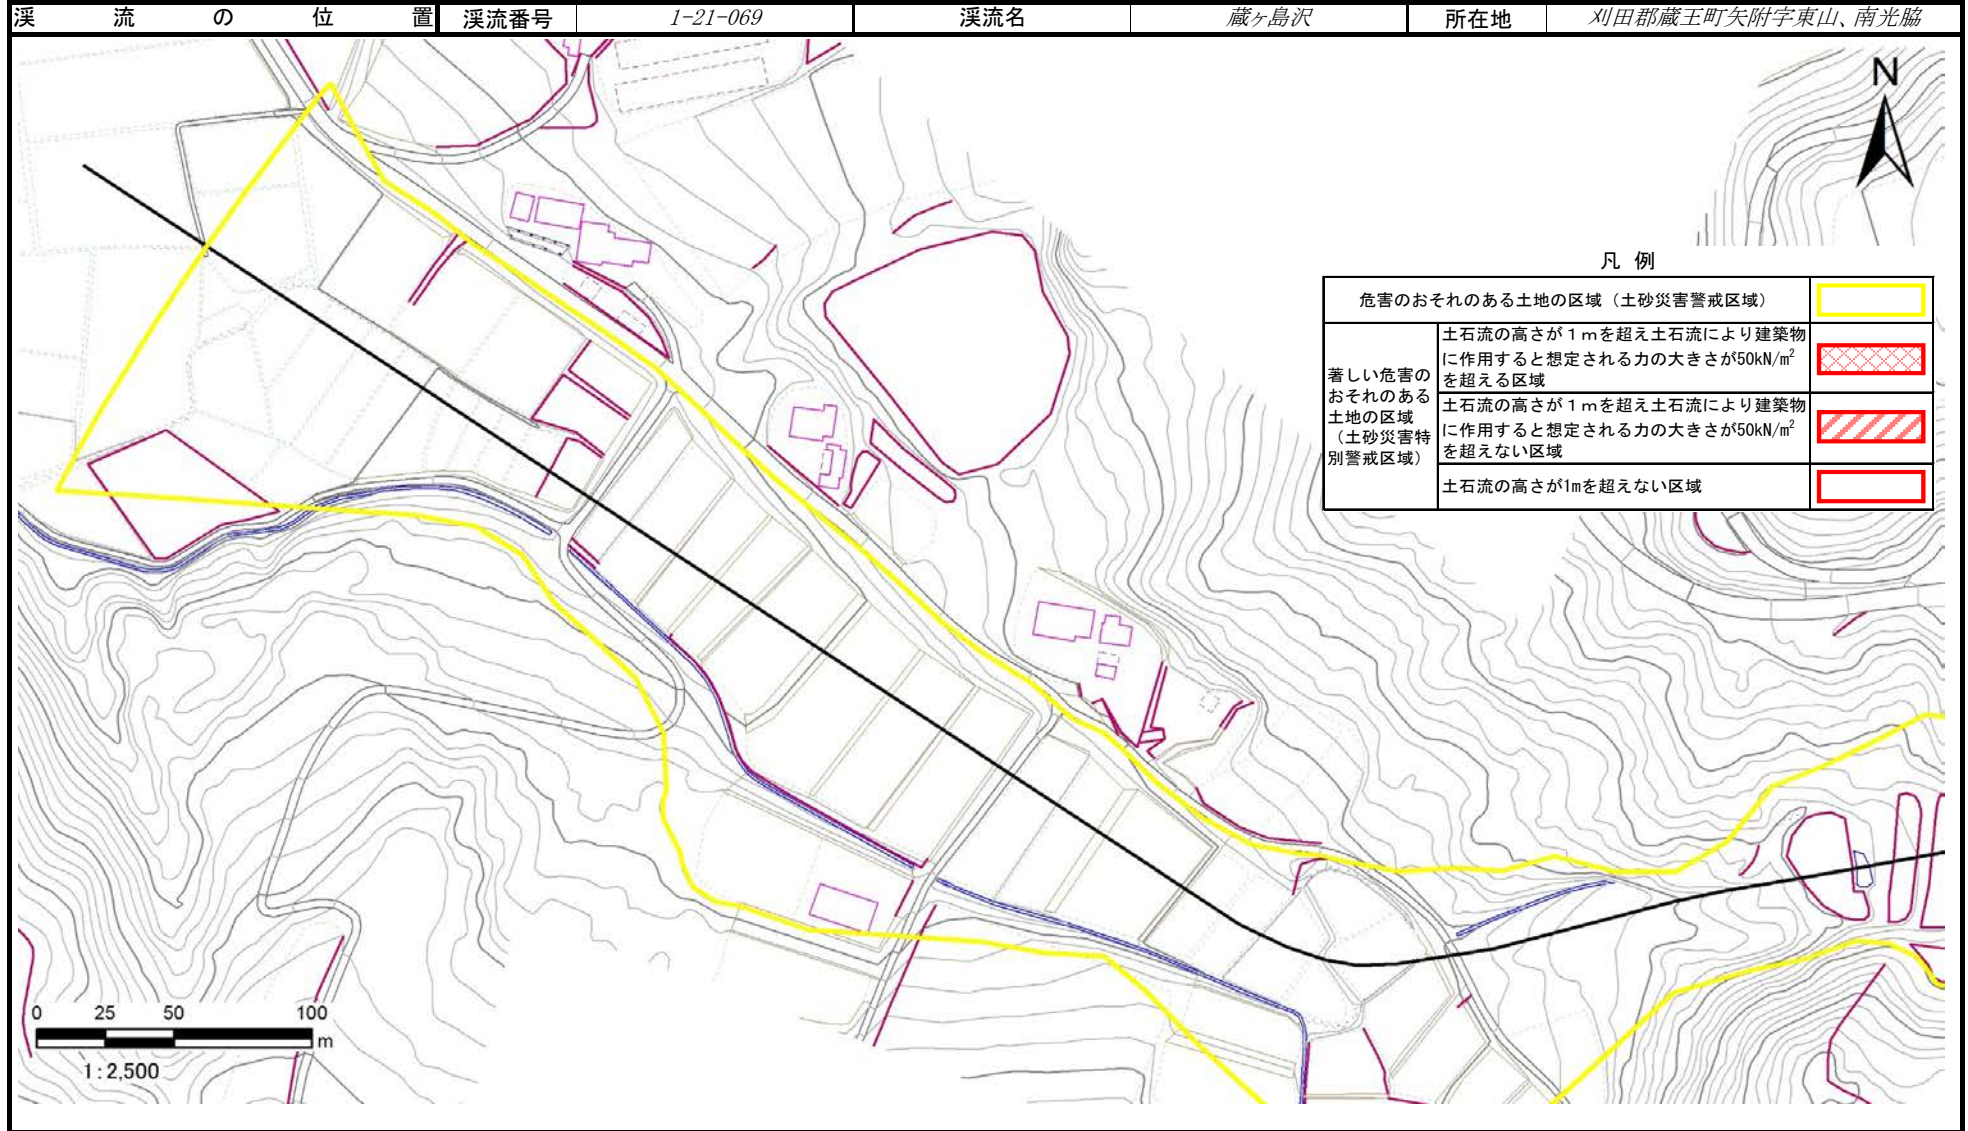 渓流の位置 渓流番号 1-21-069 渓流名 蔵ヶ島沢 所在地 刈田郡蔵王町矢附字東山、南光脇
N
凡 例
危害のおそれのある土地の区域（土砂災害警戒区域）
著しい危害の
おそれのある
土地の区域
（土砂災害特
別警戒区域）
土石流の高さが１ｍを超え土石流により建築物
に作用すると想定される力の大きさが50kN/m²
を超える区域
土石流の高さが１ｍを超え土石流により建築物
に作用すると想定される力の大きさが50kN/m²
を超えない区域
土石流の高さが1mを超えない区域
0 25 50 100
m
1:2,500